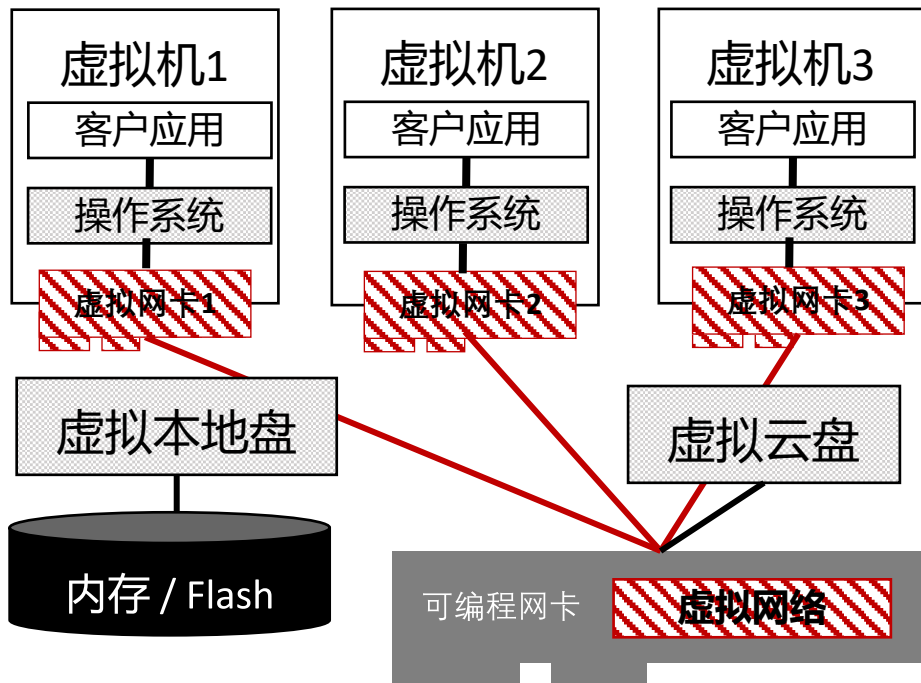 虚拟机1
客户应用
操作系统
虚拟网卡1
虚拟机2
客户应用
操作系统
虚拟网卡2
虚拟机3
客户应用
操作系统
虚拟网卡3
虚拟本地盘
虚拟云盘
内存 / Flash
可编程网卡
虚拟网络